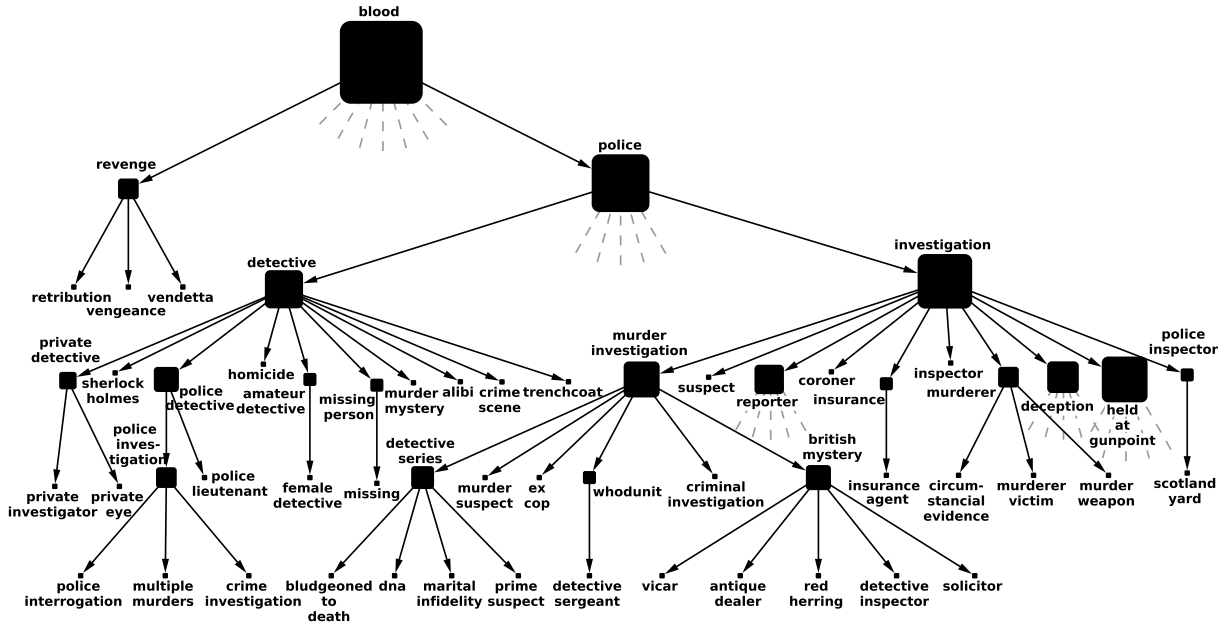 blood
police
revenge
investigation
detective
retribution
vengeance
vendetta
private
detective
sherlock
holmes
police
detective
homicide
amateur
detective
missing
person
murder
mystery
alibi
crime
scene
trenchcoat
murder
investigation
suspect
reporter
coroner
insurance
inspector
murderer
deception
held
at
gunpoint
police
inspector
private
investigator
private
eye
police
inves-
tigation
police
lieutenant
female
detective
missing
detective
series
murder
suspect
ex
cop
whodunit
criminal
investigation
british
mystery
insurance
agent
circum-
stancial
evidence
murderer
victim
murder
weapon
scotland
yard
police
interrogation
multiple
murders
crime
investigation
bludgeoned
to
death
dna
marital
infidelity
prime
suspect
detective
sergeant
vicar
antique
dealer
red
herring
detective
inspector
solicitor